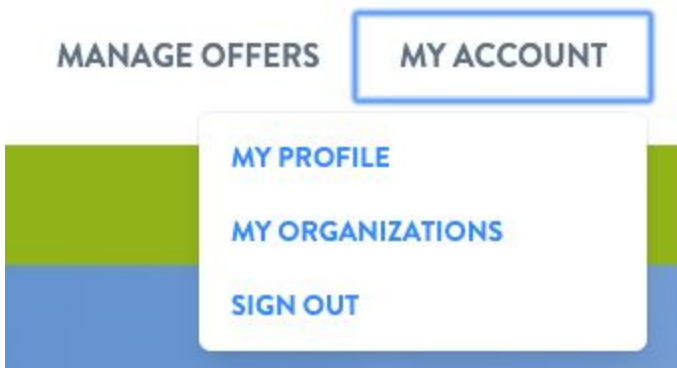 MANAGE OFFERS MY ACCOUNT
MY PROFILE
MY ORGANIZATIONS
SIGN OUT